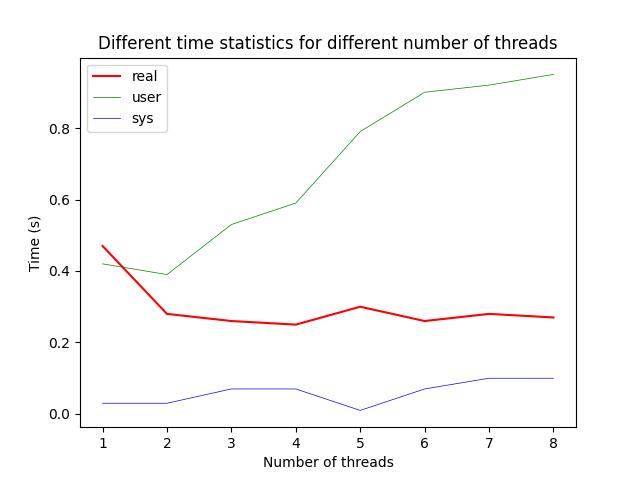 Different time statistics for different number of threads
real
user
sys
0.8
0.6
0.4
0.2
0.0
Time (s)
1 2 3 4 5 6 7 8
Number of threads